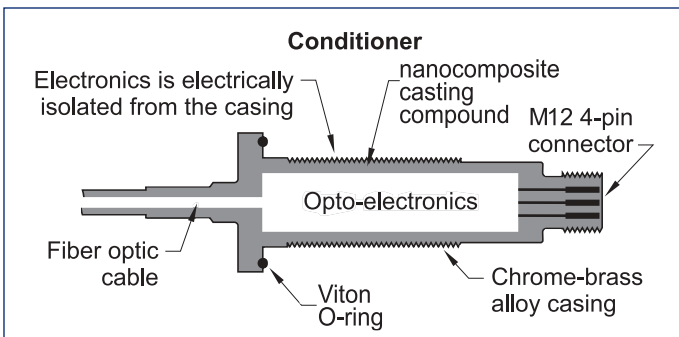 Conditioner
Electronics is electrically
isolated from the casing
nanocomposite
casting
compound
M12 4-pin
connector
Opto-electronics
Fiber optic
cable
Viton
O-ring
Chrome-brass
alloy casing